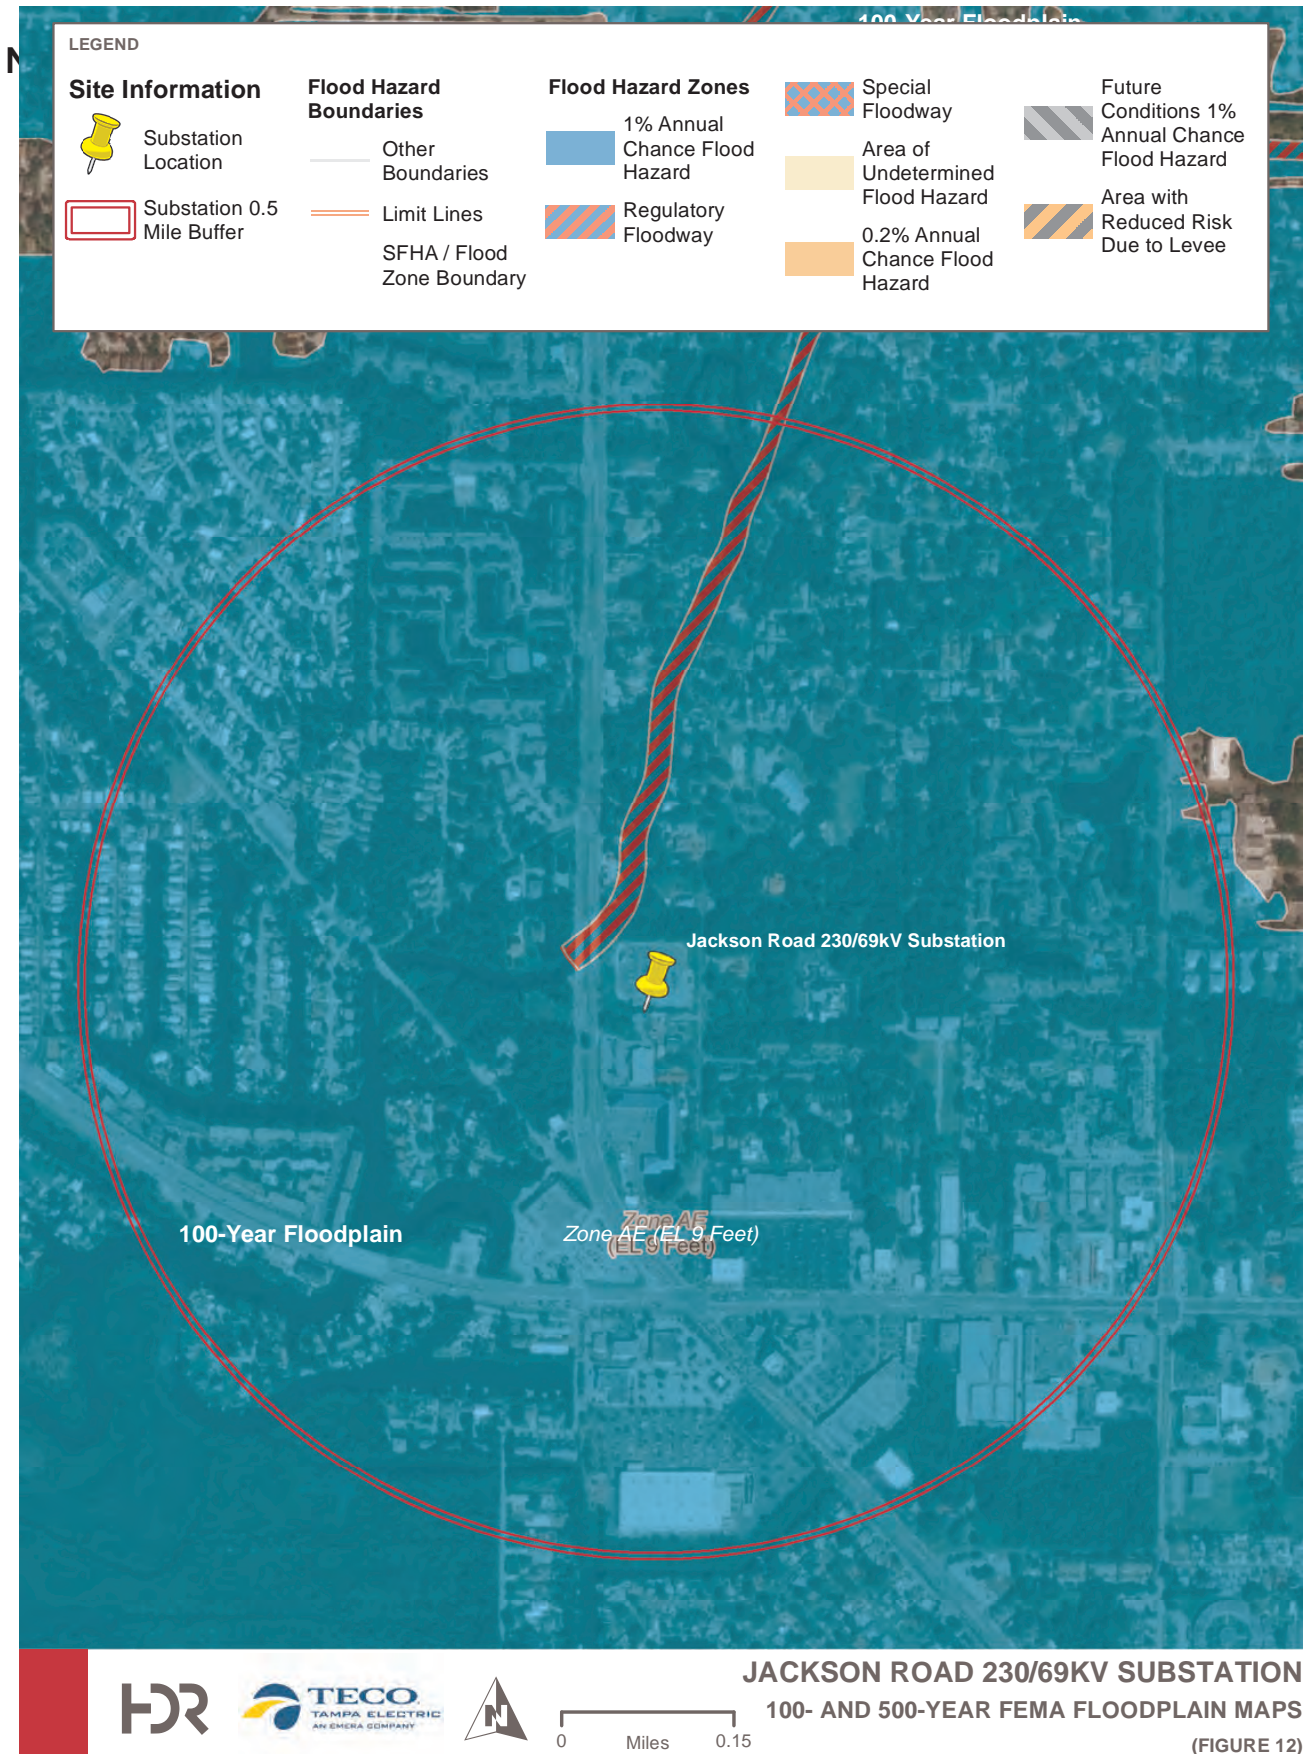 100-Year Floodplain
N
LEGEND
Site Information
Substation
Location
Substation 0.5
Mile Buffer
Flood Hazard
Boundaries
Other
Boundaries
Limit Lines
SFHA / Flood
Zone Boundary
Flood Hazard Zones
1% Annual
Chance Flood
Hazard
Regulatory
Floodway
Special
Floodway
Area of
Undetermined
Flood Hazard
0.2% Annual
Chance Flood
Hazard
Future
Conditions 1%
Annual Chance
Flood Hazard
Area with
Reduced Risk
Due to Levee
Jackson Road 230/69kV Substation
100-Year Floodplain
Zone AE
(EL 9 Feet)
Zone AE (EL 9 Feet)
HDR
TECO
TAMPA ELECTRIC
AN EMERA COMPANY
N
0 Miles 0.15
JACKSON ROAD 230/69KV SUBSTATION
100- AND 500-YEAR FEMA FLOODPLAIN MAPS
(FIGURE 12)